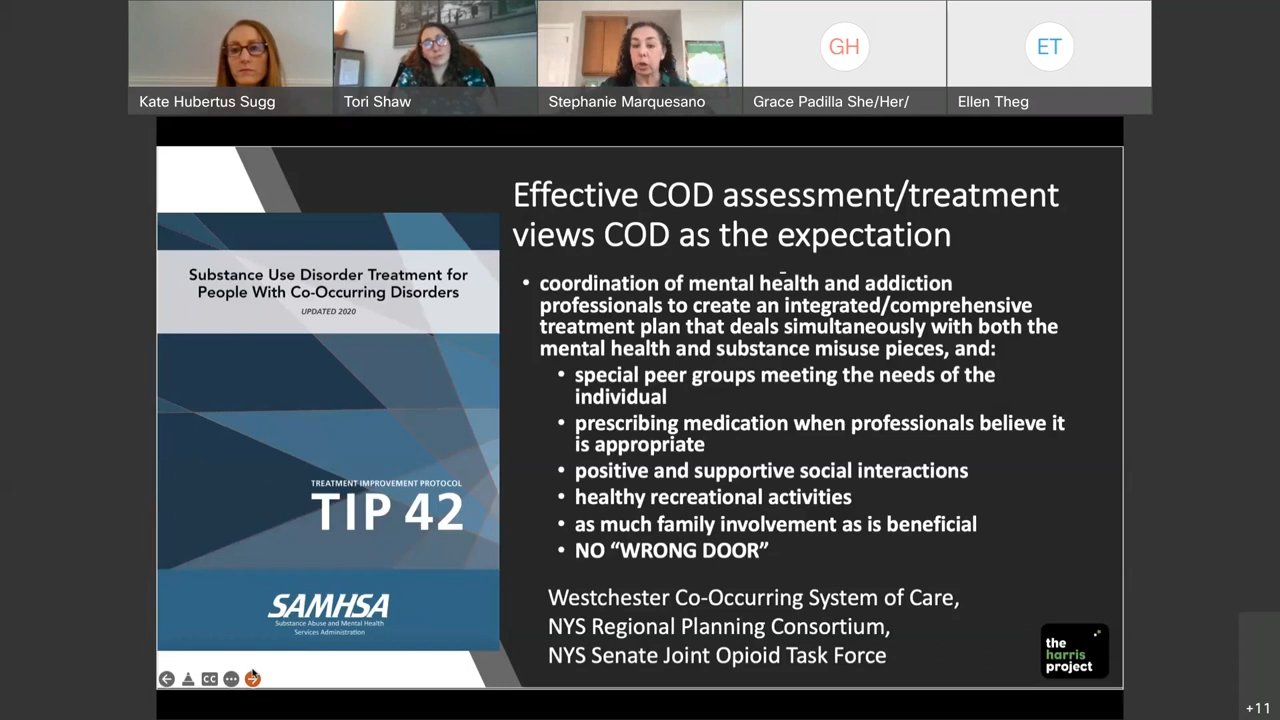 GH
ET
Kate Hubertus Sugg
Tori Shaw
Stephanie Marquesano
Grace Padilla She/Her/
Ellen Theg
Substance Use Disorder Treatment for
People With Co-Occurring Disorders
UPDATED 2020
TREATMENT IMPROVEMENT PROTOCOL
TIP 42
SAMHSA
Substance Abuse and Mental Health
Services Administration
Effective COD assessment/treatment
views COD as the expectation
• coordination of mental health and addiction
professionals to create an integrated/comprehensive
treatment plan that deals simultaneously with both the
mental health and substance misuse pieces, and:
• special peer groups meeting the needs of the
individual
• prescribing medication when professionals believe it
is appropriate
• positive and supportive social interactions
• healthy recreational activities
• as much family involvement as is beneficial
• NO “WRONG DOOR”
Westchester Co-Occurring System of Care,
NYS Regional Planning Consortium,
NYS Senate Joint Opioid Task Force
the
harris
project
CC
+11